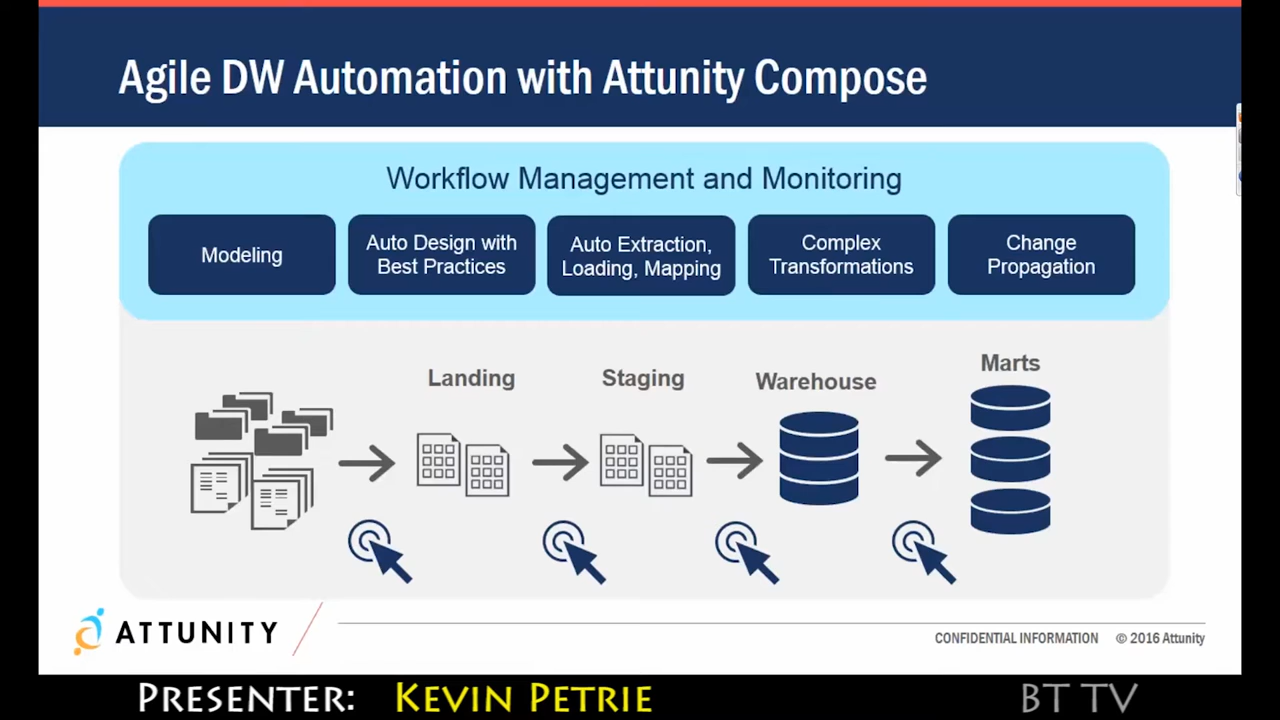 Agile DW Automation with Attunity Compose
Workflow Management and Monitoring
Modeling
Auto Design with
Best Practices
Auto Extraction,
Loading, Mapping
Complex
Transformations
Change
Propagation
Landing
Staging
Warehouse
Marts
ATTUNITY
CONFIDENTIAL INFORMATION © 2016 Attunity
PRESENTER: KEVIN PETRIE
BT TV